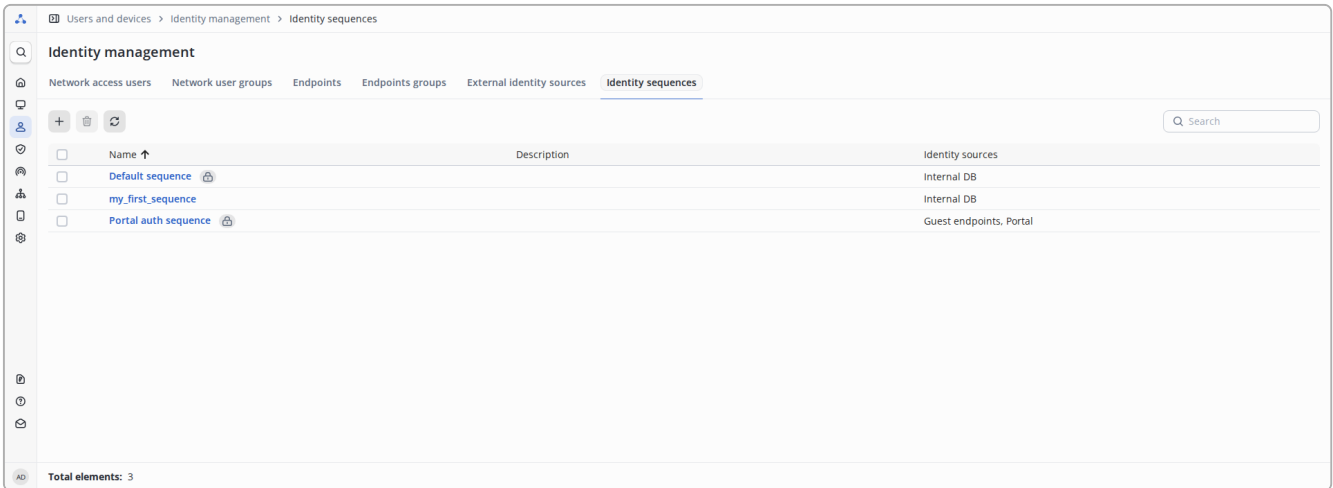 Users and devices > Identity management > Identity sequences
Identity management
Network access users Network user groups Endpoints Endpoints groups External identity sources Identity sequences
Search
Name Description Identity sources
Default sequence Internal DB
my_first_sequence Internal DB
Portal auth sequence Guest endpoints, Portal
AD Total elements: 3